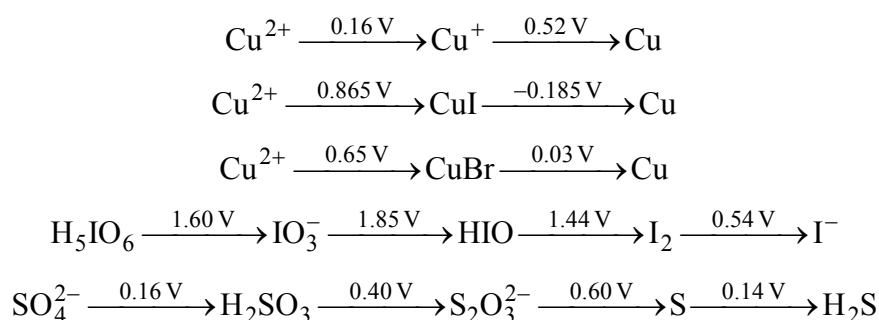 Cu²⁺ —0.16 V→ Cu⁺ —0.52 V→ Cu
Cu²⁺ —0.865 V→ CuI —−0.185 V→ Cu
Cu²⁺ —0.65 V→ CuBr —0.03 V→ Cu
H₅IO₆ —1.60 V→ IO₃⁻ —1.85 V→ HIO —1.44 V→ I₂ —0.54 V→ I⁻
SO₄²⁻ —0.16 V→ H₂SO₃ —0.40 V→ S₂O₃²⁻ —0.60 V→ S —0.14 V→ H₂S